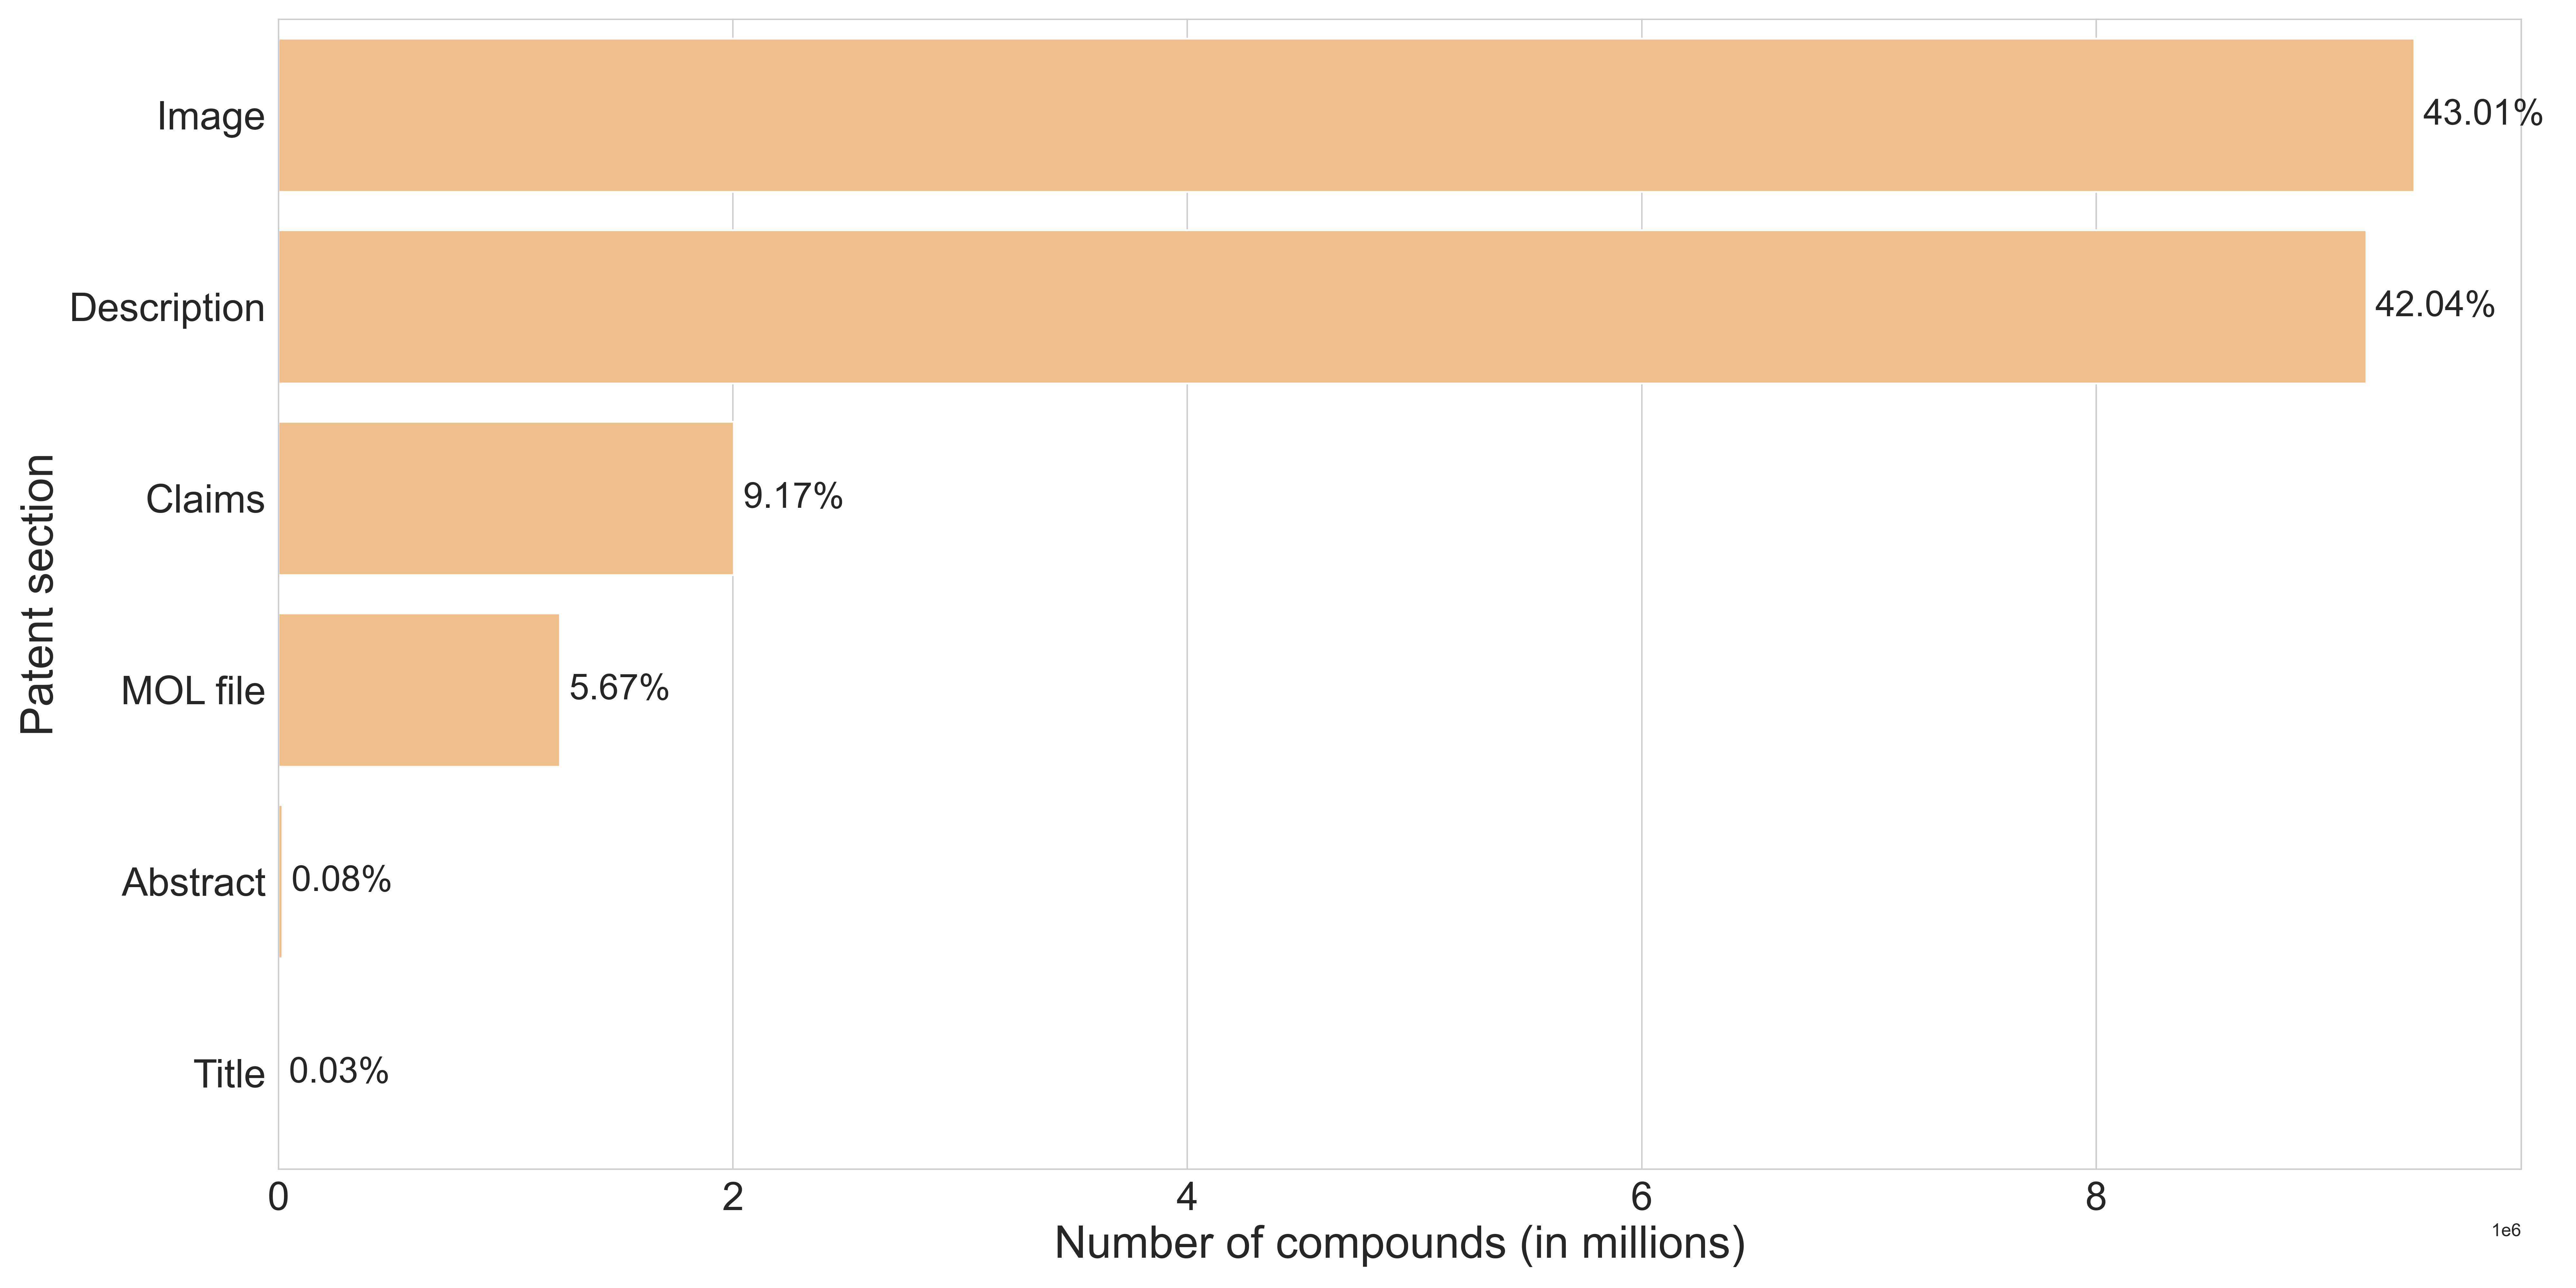 Image
43.01%
Description
42.04%
Claims
9.17%
MOL file
5.67%
Abstract
0.08%
Title
0.03%
Patent section
0 2 4 6 8
1e6
Number of compounds (in millions)